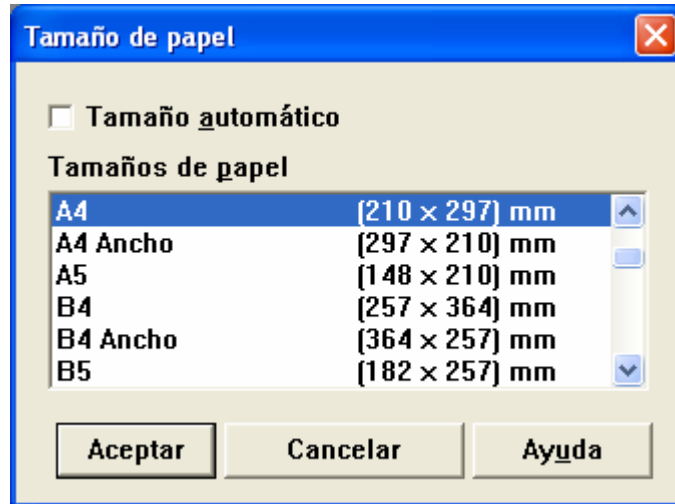 Tamaño de papel
Tamaño automático
Tamaños de papel
A4 (210 × 297) mm
A4 Ancho (297 × 210) mm
A5 (148 × 210) mm
B4 (257 × 364) mm
B4 Ancho (364 × 257) mm
B5 (182 × 257) mm
Aceptar Cancelar Ayuda